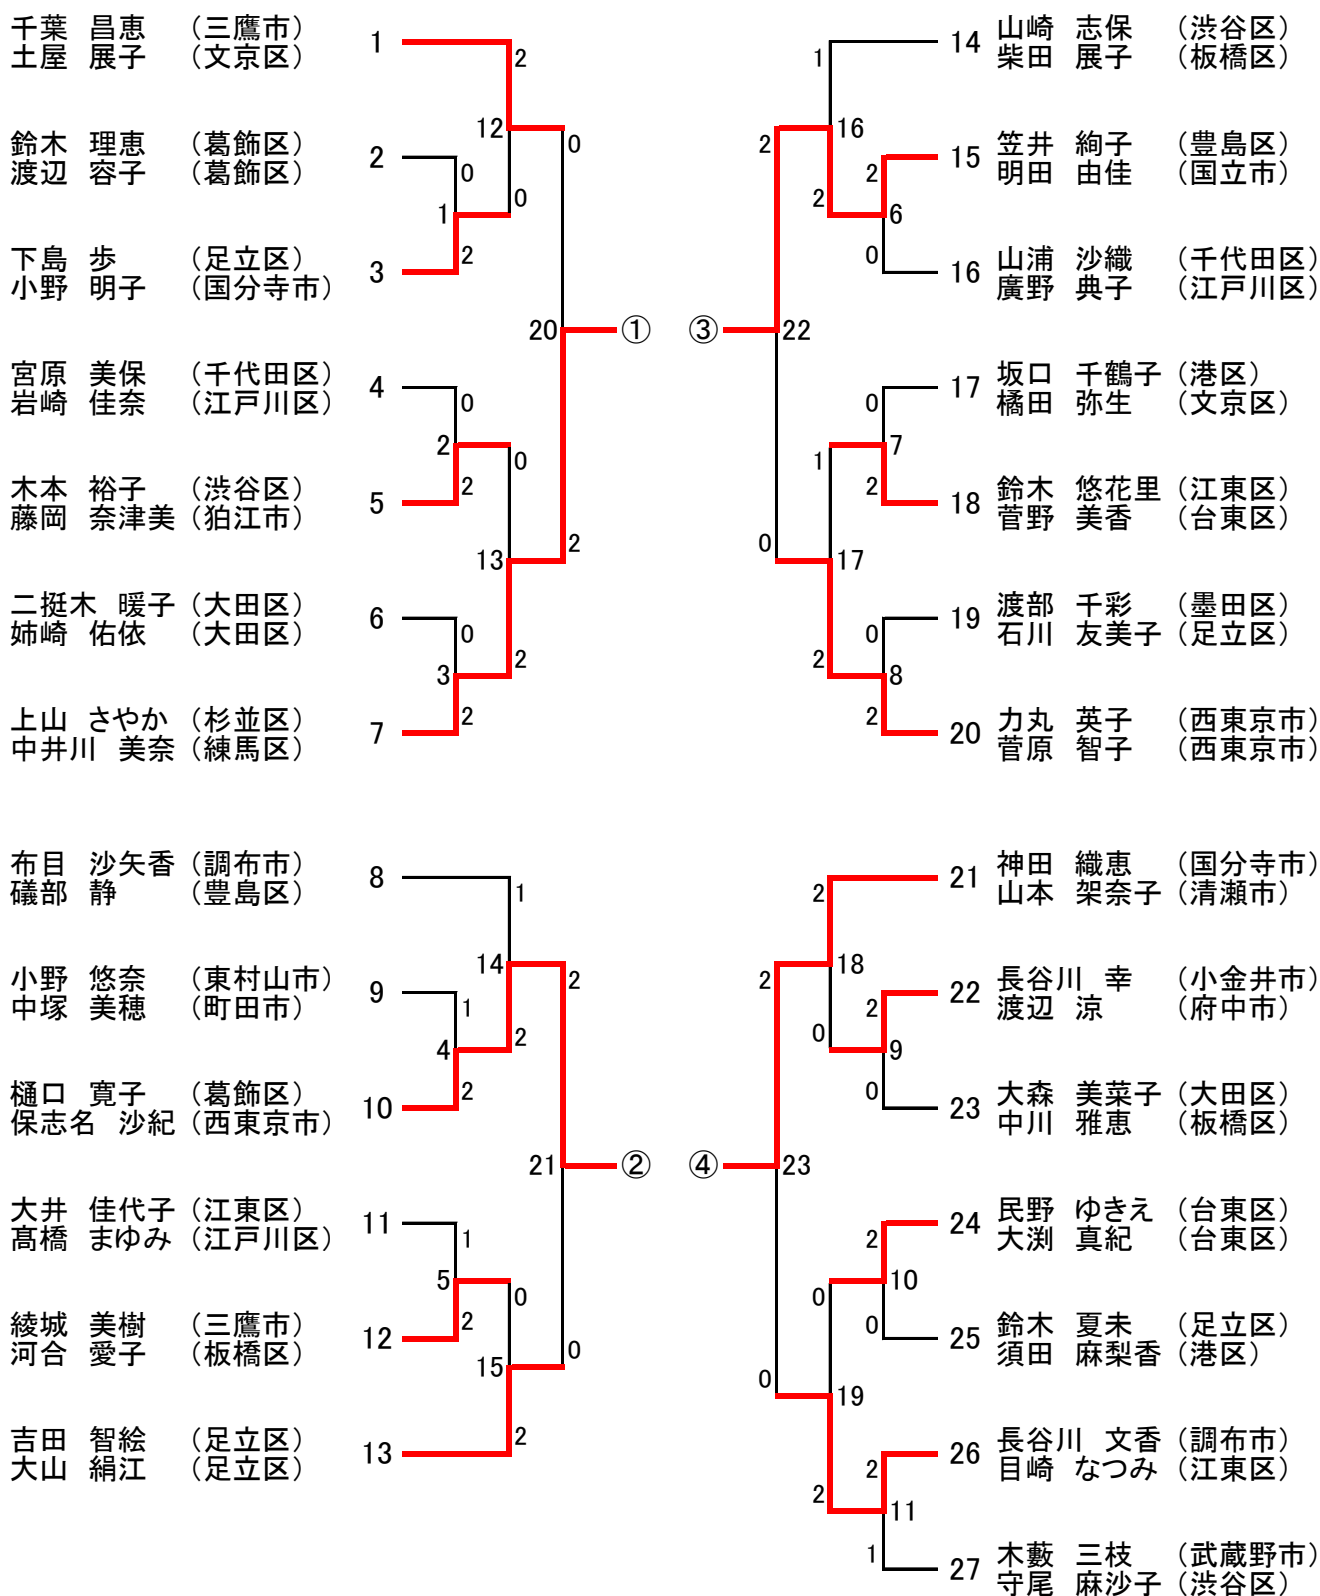 千葉 昌恵 (三鷹市)
土屋 展子 (文京区)
1
2
12
0
鈴木 理恵 (葛飾区)
渡辺 容子 (葛飾区)
2
0
1
0
下島 歩 (足立区)
小野 明子 (国分寺市)
3
2
20
①
宮原 美保 (千代田区)
岩崎 佳奈 (江戸川区)
4
0
2
0
木本 裕子 (渋谷区)
藤岡 奈津美 (狛江市)
5
2
13
2
二挺木 暖子 (大田区)
姉崎 佑依 (大田区)
6
0
3
2
上山 さやか (杉並区)
中井川 美奈 (練馬区)
7
2
布目 沙矢香 (調布市)
礒部 静 (豊島区)
8
1
14
2
小野 悠奈 (東村山市)
中塚 美穂 (町田市)
9
1
4
2
樋口 寛子 (葛飾区)
保志名 沙紀 (西東京市)
10
2
21
②
大井 佳代子 (江東区)
髙橋 まゆみ (江戸川区)
11
1
5
0
綾城 美樹 (三鷹市)
河合 愛子 (板橋区)
12
2
15
0
吉田 智絵 (足立区)
大山 絹江 (足立区)
13
2
1
14
山崎 志保 (渋谷区)
柴田 展子 (板橋区)
2
16
2
15
笠井 絢子 (豊島区)
明田 由佳 (国立市)
2
6
0
16
山浦 沙織 (千代田区)
廣野 典子 (江戸川区)
③
22
0
17
坂口 千鶴子 (港区)
橘田 弥生 (文京区)
1
7
2
18
鈴木 悠花里 (江東区)
菅野 美香 (台東区)
0
17
0
19
渡部 千彩 (墨田区)
石川 友美子 (足立区)
2
8
2
20
力丸 英子 (西東京市)
菅原 智子 (西東京市)
2
21
神田 織恵 (国分寺市)
山本 架奈子 (清瀬市)
2
18
2
22
長谷川 幸 (小金井市)
渡辺 涼 (府中市)
0
9
0
23
大森 美菜子 (大田区)
中川 雅恵 (板橋区)
④
23
2
24
民野 ゆきえ (台東区)
大渕 真紀 (台東区)
0
10
0
25
鈴木 夏未 (足立区)
須田 麻梨香 (港区)
0
19
2
26
長谷川 文香 (調布市)
目崎 なつみ (江東区)
2
11
1
27
木藪 三枝 (武蔵野市)
守尾 麻沙子 (渋谷区)